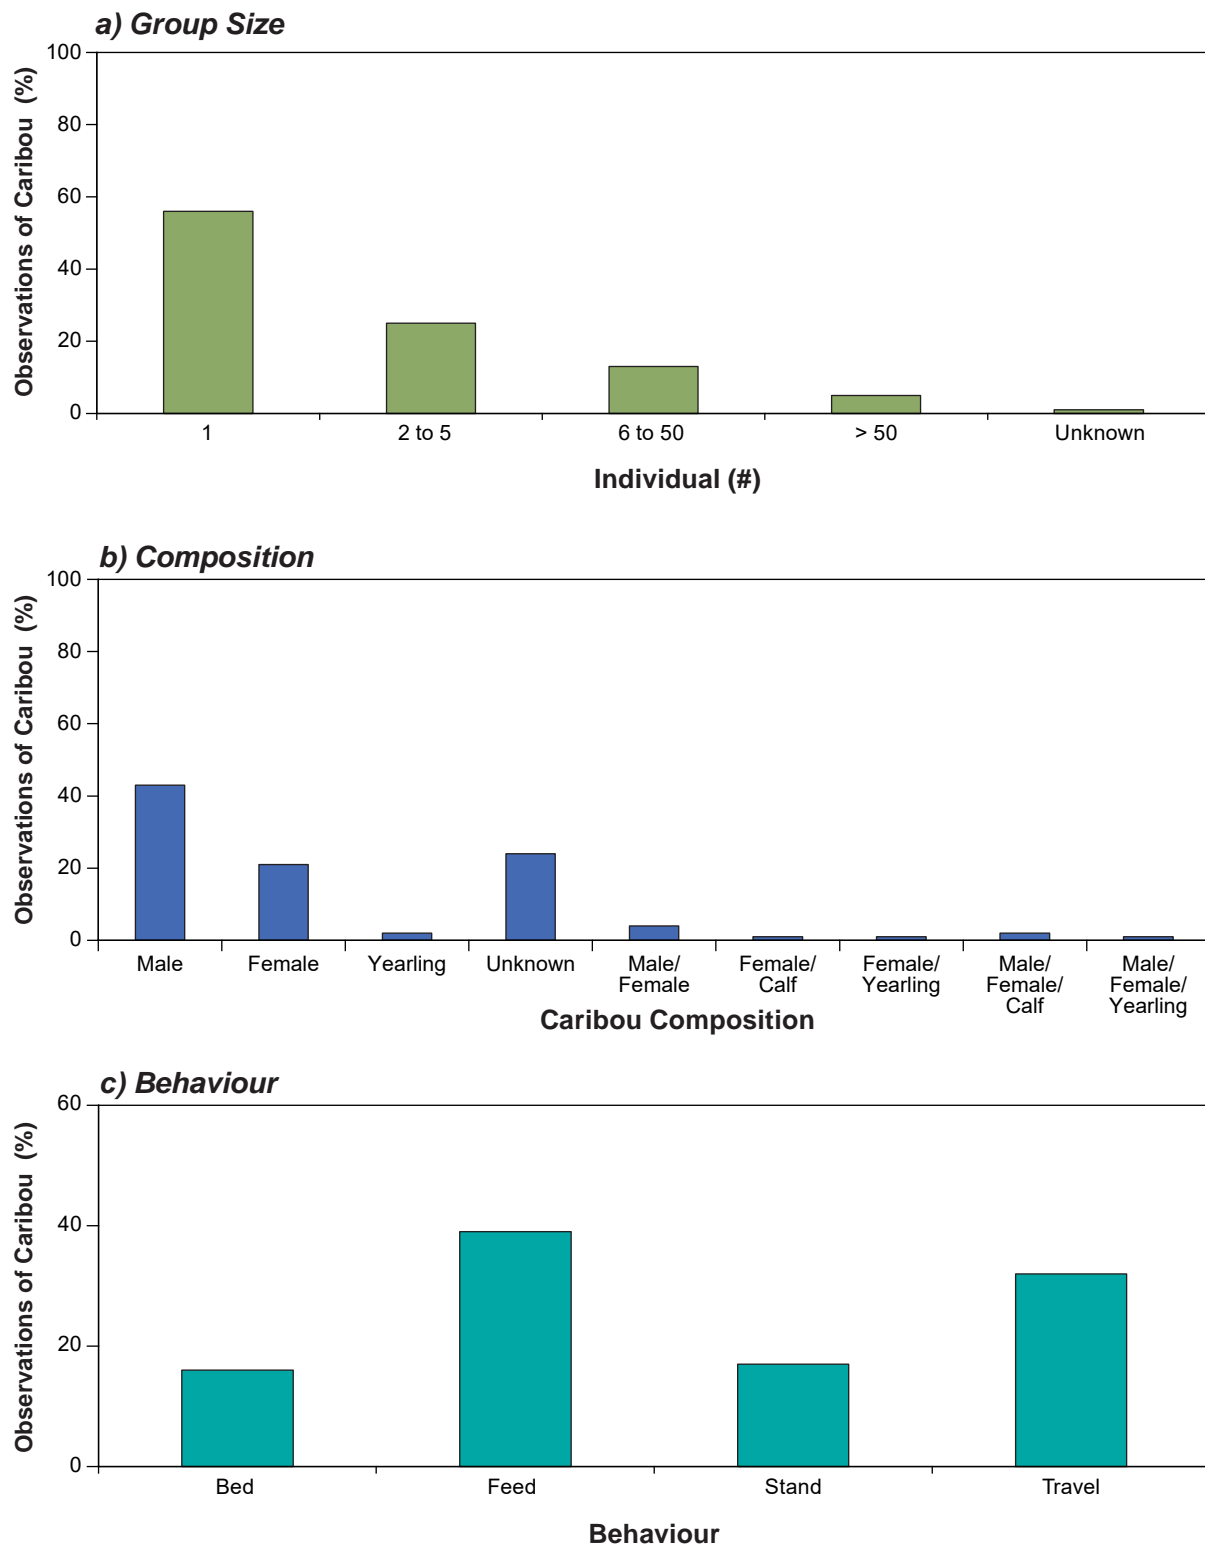 a) Group Size
Observations of Caribou (%)
100
80
60
40
20
0
1
2 to 5
6 to 50
> 50
Unknown
Individual (#)
b) Composition
Observations of Caribou (%)
100
80
60
40
20
0
Male
Female
Yearling
Unknown
Male/
Female
Female/
Calf
Female/
Yearling
Male/
Female/
Calf
Male/
Female/
Yearling
Caribou Composition
c) Behaviour
Observations of Caribou (%)
60
40
20
0
Bed
Feed
Stand
Travel
Behaviour